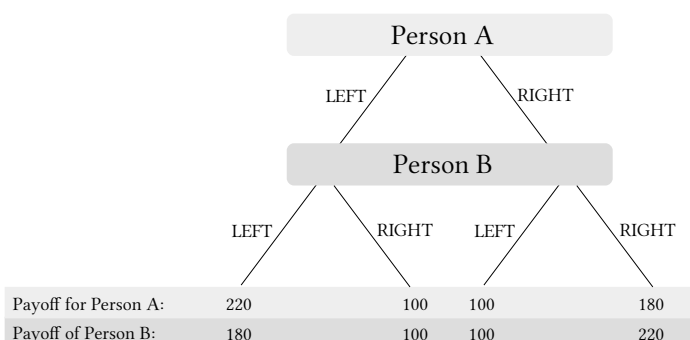 Person A
LEFT RIGHT
Person B
LEFT RIGHT LEFT RIGHT
Payoff for Person A: 220 100 100 180
Payoff of Person B: 180 100 100 220